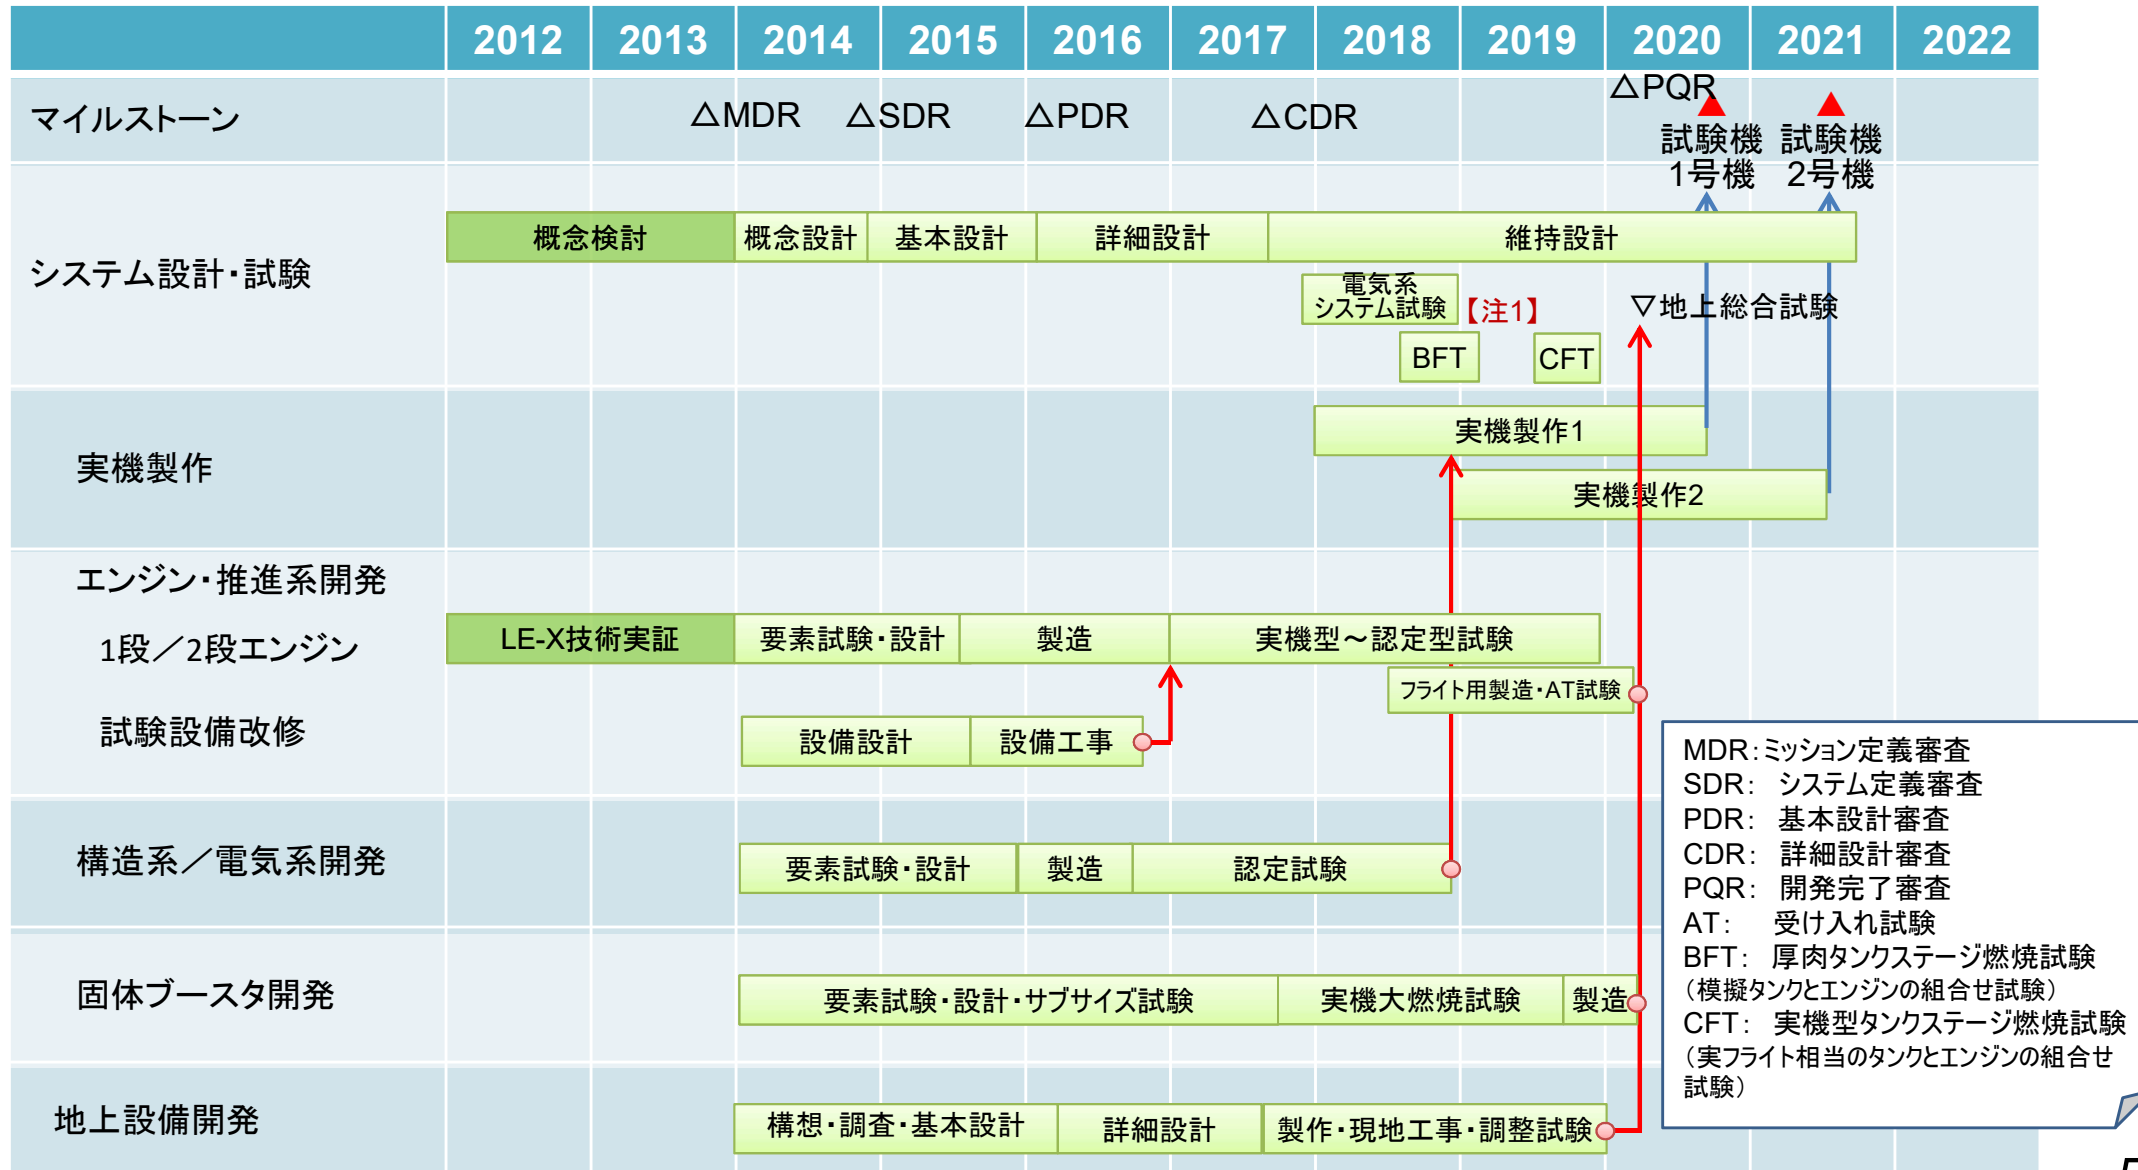 2012 2013 2014 2015 2016 2017 2018 2019 2020 2021 2022
マイルストーン
△MDR △SDR △PDR △CDR △PQR
試験機
1号機
試験機
2号機
システム設計・試験
概念検討 概念設計 基本設計 詳細設計 維持設計
電気系
システム試験
【注1】
▽地上総合試験
BFT CFT
実機製作
実機製作1
実機製作2
エンジン・推進系開発
1段／2段エンジン
LE-X技術実証 要素試験・設計 製造 実機型～認定型試験
フライト用製造・AT試験
試験設備改修
設備設計 設備工事
構造系／電気系開発
要素試験・設計 製造 認定試験
固体ブースタ開発
要素試験・設計・サブサイズ試験 実機大燃焼試験 製造
地上設備開発
構想・調査・基本設計 詳細設計 製作・現地工事・調整試験
MDR：ミッション定義審査
SDR： システム定義審査
PDR： 基本設計審査
CDR： 詳細設計審査
PQR： 開発完了審査
AT： 受け入れ試験
BFT： 厚肉タンクステージ燃焼試験
（模擬タンクとエンジンの組合せ試験）
CFT： 実機型タンクステージ燃焼試験
（実フライト相当のタンクとエンジンの組合せ
試験）